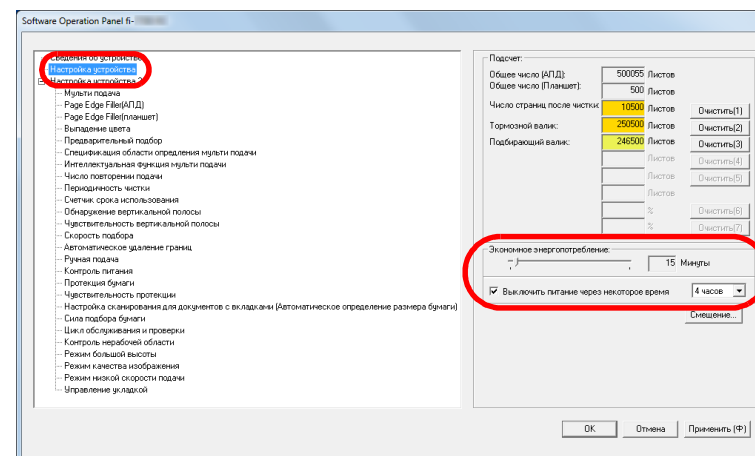 Software Operation Panel fi-
Сведения об устройстве
Настройка устройства
Настройка устройства 2
Мульти подача
Page Edge Filler(АПД)
Page Edge Filler(планшет)
Выпадение цвета
Предварительный подбор
Спецификация области опредления мульти подачи
Интеллектуальная функция мульти подачи
Число повторении подачи
Периодичность чистки
Счетчик срока использования
Обнаружение вертикальной полосы
Чувствительность вертикальной полосы
Скорость подбора
Автоматическое удаление границ
Ручная подача
Контроль питания
Протекция бумаги
Чувствительность протекции
Настройка сканирования для документов с вкладками (Автоматическое определение размера бумаги)
Сила подбора бумаги
Цикл обслуживания и проверки
Контроль нерабочей области
Режим большой высоты
Режим качества изображения
Режим низкой скорости подачи
Управление укладкой
Подсчет:
Общее число (АПД): 500055 Листов
Общее число (Планшет): 500 Листов
Число страниц после чистки: 10500 Листов Очистить(1)
Тормозной валик: 250500 Листов Очистить(2)
Подбирающий валик: 246500 Листов Очистить(3)
Листов Очистить(4)
Листов Очистить(5)
Листов
% Очистить(6)
% Очистить(7)
Экономное энергопотребление:
15 Минуты
Выключить питание через некоторое время 4 часов
Смещение...
OK Отмена Применить (Ф)